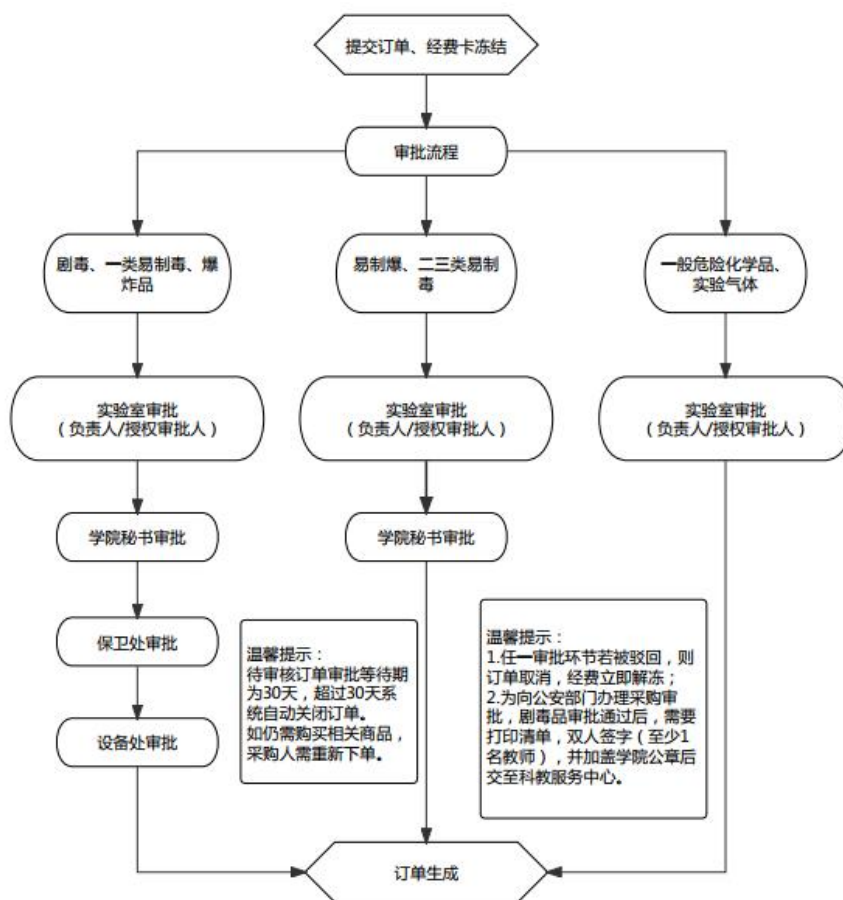 提交订单、经费卡冻结
审批流程
剧毒、一类易制毒、爆
炸品
易制爆、二三类易制
毒
一般危险化学品、
实验气体
实验室审批
（负责人/授权审批人）
实验室审批
（负责人/授权审批人）
实验室审批
（负责人/授权审批人）
学院秘书审批
学院秘书审批
保卫处审批
设备处审批
温馨提示：
待审核订单审批等待期
为30天，超过30天系
统自动关闭订单。
如仍需购买相关商品，
采购人需重新下单。
温馨提示：
1.任一审批环节若被驳回，则
订单取消，经费立即解冻；
2.为向公安部门办理采购审
批，剧毒品审批通过后，需要
打印清单，双人签字（至少1
名教师），并加盖学院公章后
交至科教服务中心。
订单生成